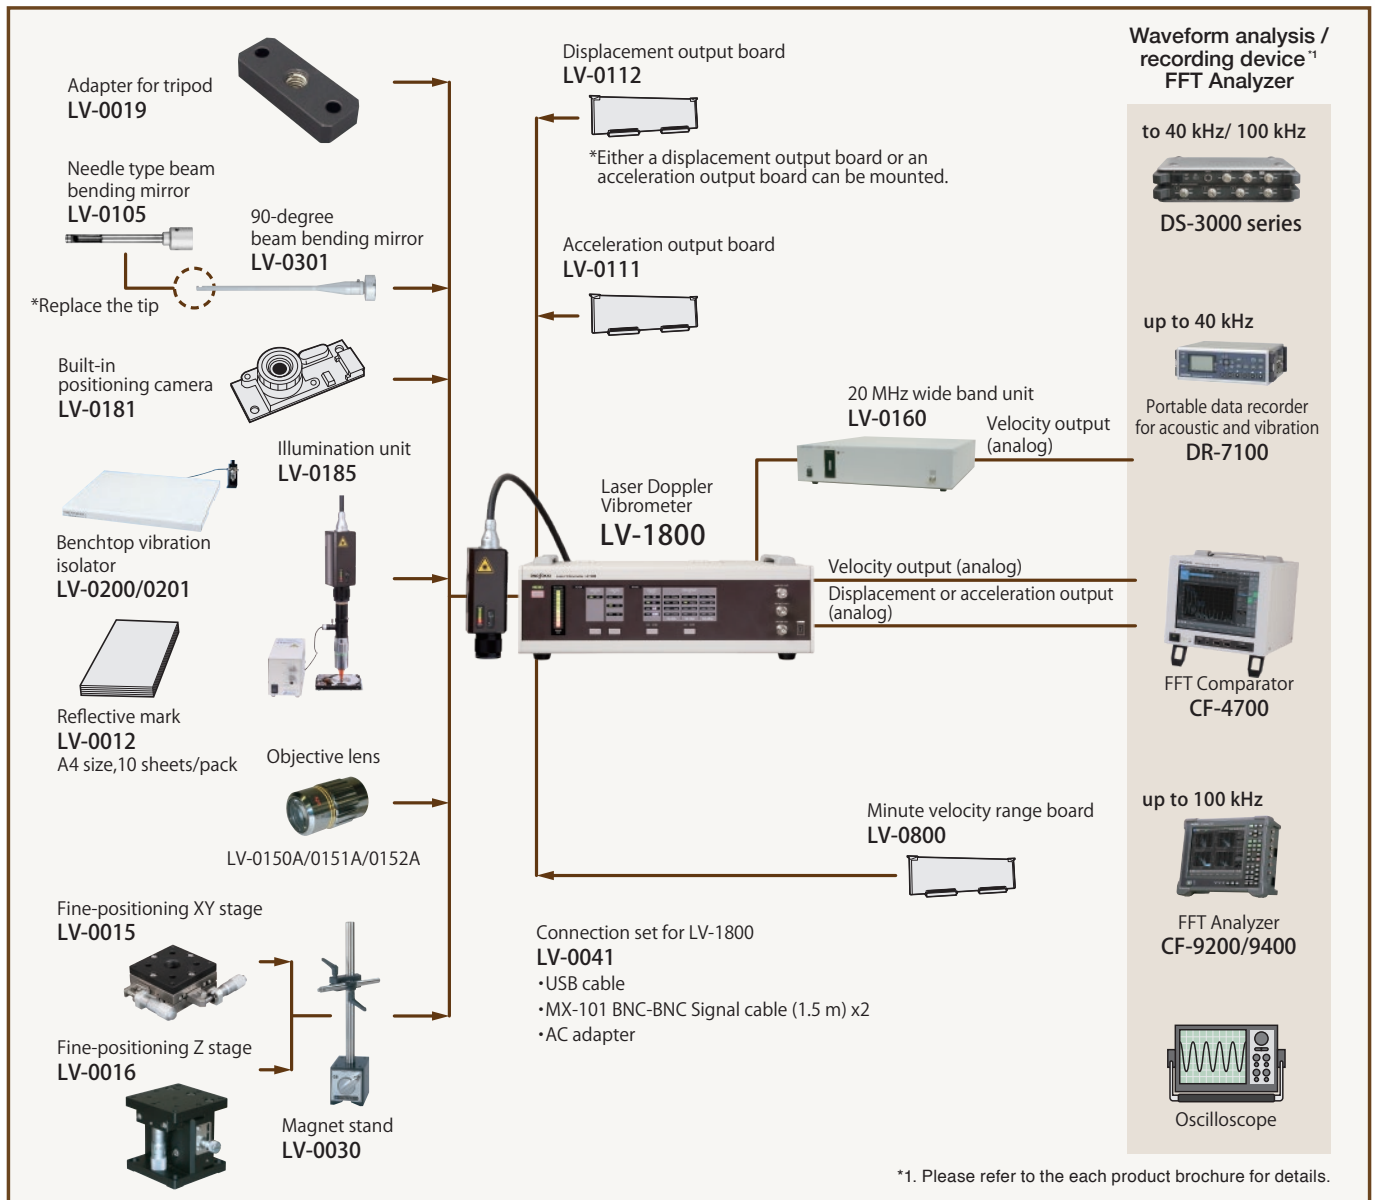 Adapter for tripod
LV-0019
Needle type beam
bending mirror
LV-0105
90-degree
beam bending mirror
LV-0301
*Replace the tip
Built-in
positioning camera
LV-0181
Illumination unit
LV-0185
Benchtop vibration
isolator
LV-0200/0201
Reflective mark
LV-0012
A4 size,10 sheets/pack
Objective lens
LV-0150A/0151A/0152A
Fine-positioning XY stage
LV-0015
Fine-positioning Z stage
LV-0016
Magnet stand
LV-0030
Displacement output board
LV-0112
*Either a displacement output board or an
acceleration output board can be mounted.
Acceleration output board
LV-0111
20 MHz wide band unit
LV-0160
Velocity output
(analog)
Laser Doppler
Vibrometer
LV-1800
Velocity output (analog)
Displacement or acceleration output
(analog)
Minute velocity range board
LV-0800
Connection set for LV-1800
LV-0041
・USB cable
・MX-101 BNC-BNC Signal cable (1.5 m) x2
・AC adapter
Waveform analysis /
recording device *1
FFT Analyzer
to 40 kHz/ 100 kHz
DS-3000 series
up to 40 kHz
Portable data recorder
for acoustic and vibration
DR-7100
FFT Comparator
CF-4700
up to 100 kHz
FFT Analyzer
CF-9200/9400
Oscilloscope
*1. Please refer to the each product brochure for details.